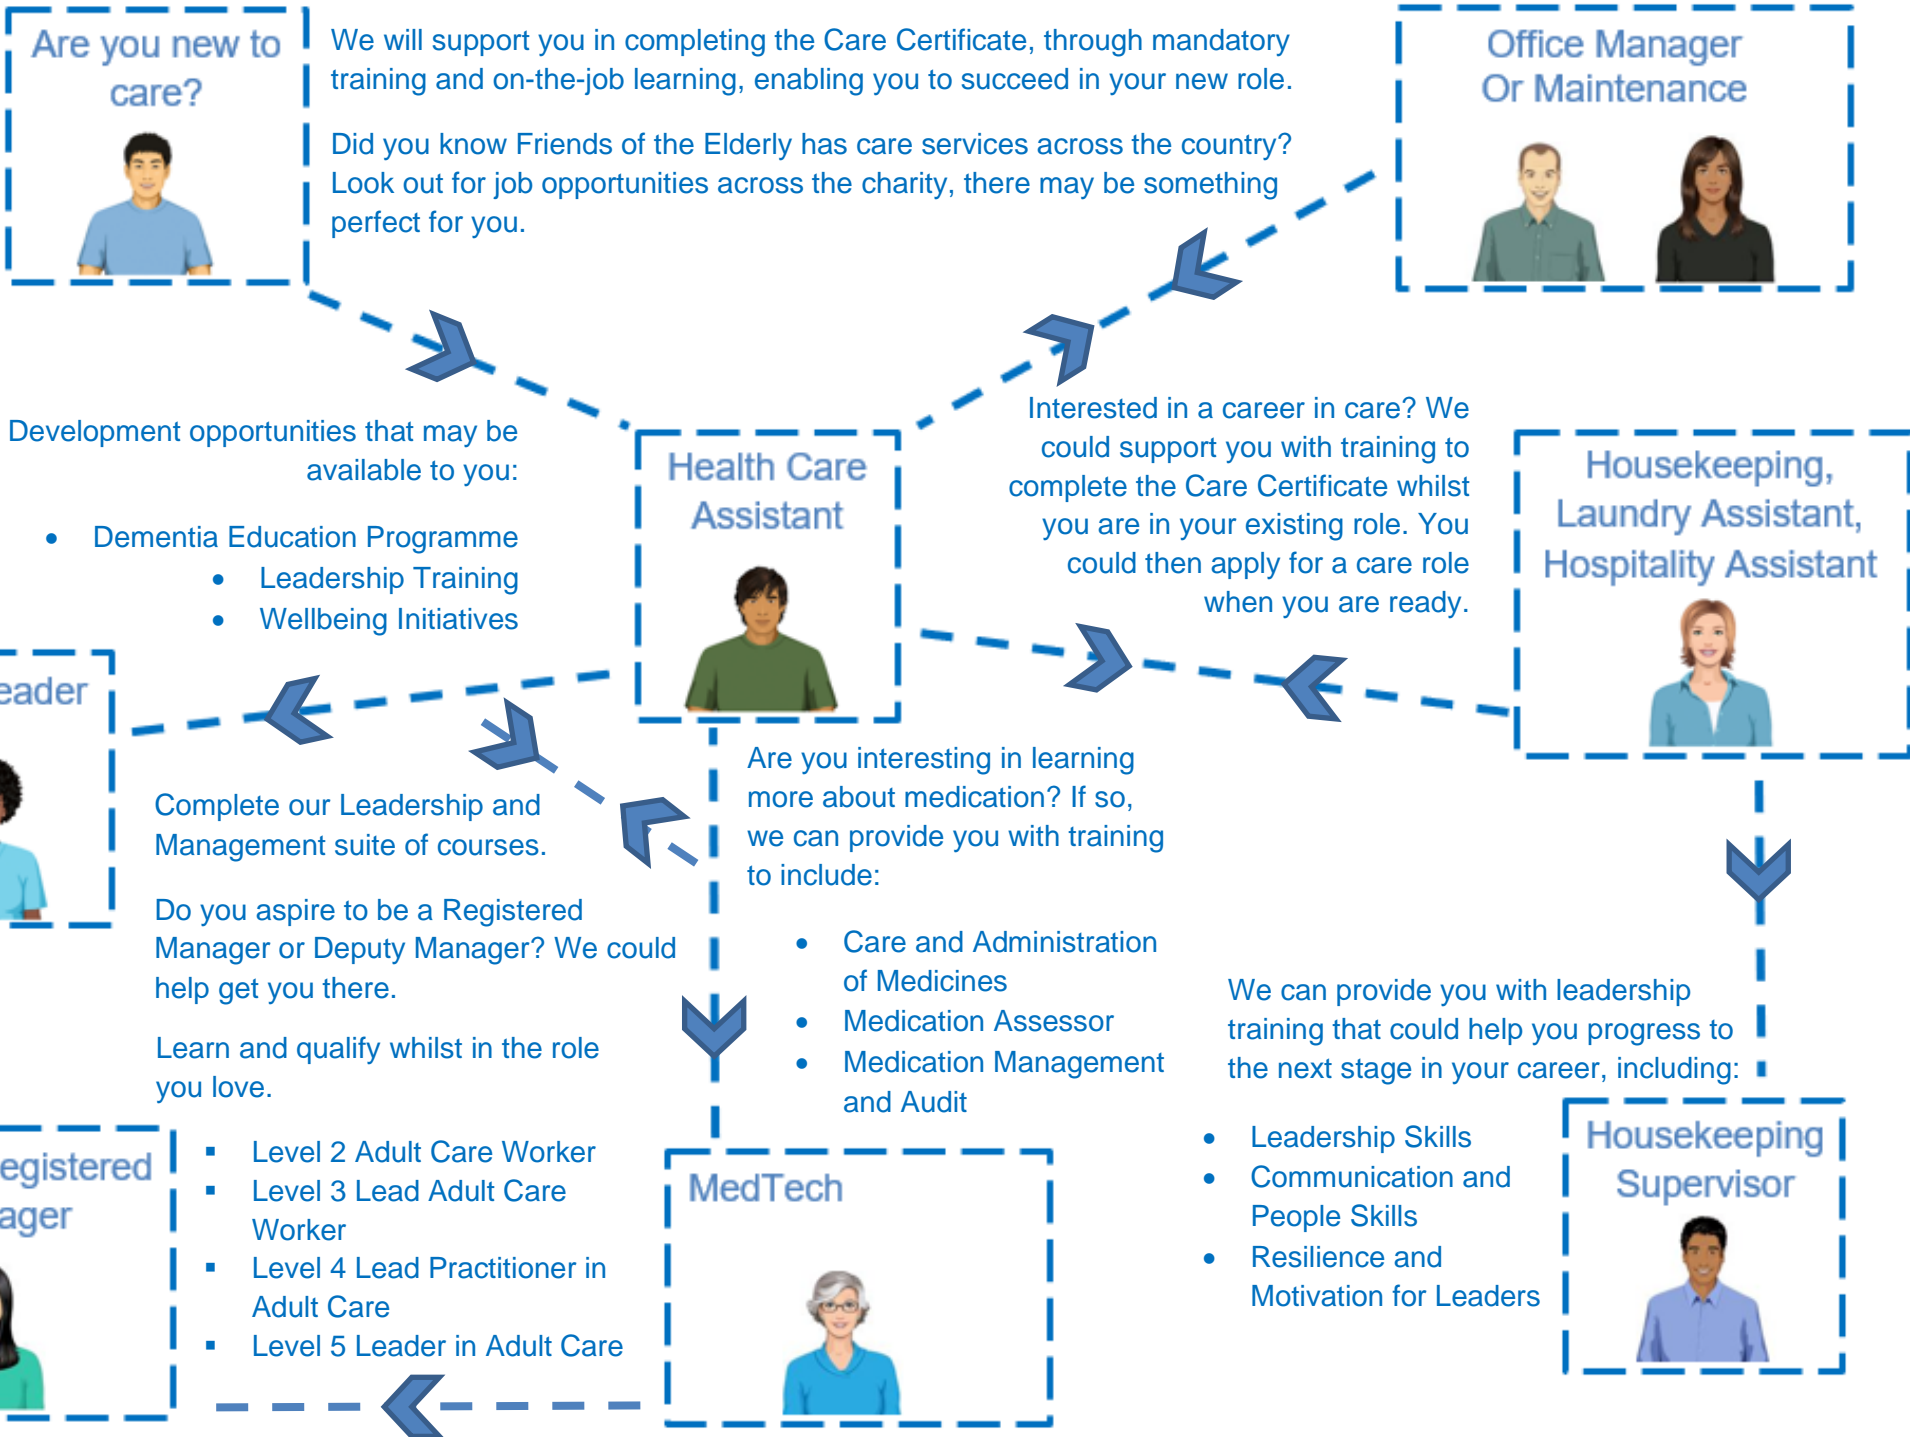 Are you new to
care?
We will support you in completing the Care Certificate, through mandatory
training and on-the-job learning, enabling you to succeed in your new role.
Did you know Friends of the Elderly has care services across the country?
Look out for job opportunities across the charity, there may be something
perfect for you.
Office Manager
Or Maintenance
Development opportunities that may be
available to you:
• Dementia Education Programme
• Leadership Training
• Wellbeing Initiatives
Health Care
Assistant
Interested in a career in care? We
could support you with training to
complete the Care Certificate whilst
you are in your existing role. You
could then apply for a care role
when you are ready.
Housekeeping,
Laundry Assistant,
Hospitality Assistant
eader
Complete our Leadership and
Management suite of courses.
Do you aspire to be a Registered
Manager or Deputy Manager? We could
help get you there.
Learn and qualify whilst in the role
you love.
Are you interesting in learning
more about medication? If so,
we can provide you with training
to include:
• Care and Administration
of Medicines
• Medication Assessor
• Medication Management
and Audit
We can provide you with leadership
training that could help you progress to
the next stage in your career, including:
• Leadership Skills
• Communication and
People Skills
• Resilience and
Motivation for Leaders
egistered
ager
▪ Level 2 Adult Care Worker
▪ Level 3 Lead Adult Care
Worker
▪ Level 4 Lead Practitioner in
Adult Care
▪ Level 5 Leader in Adult Care
MedTech
Housekeeping
Supervisor